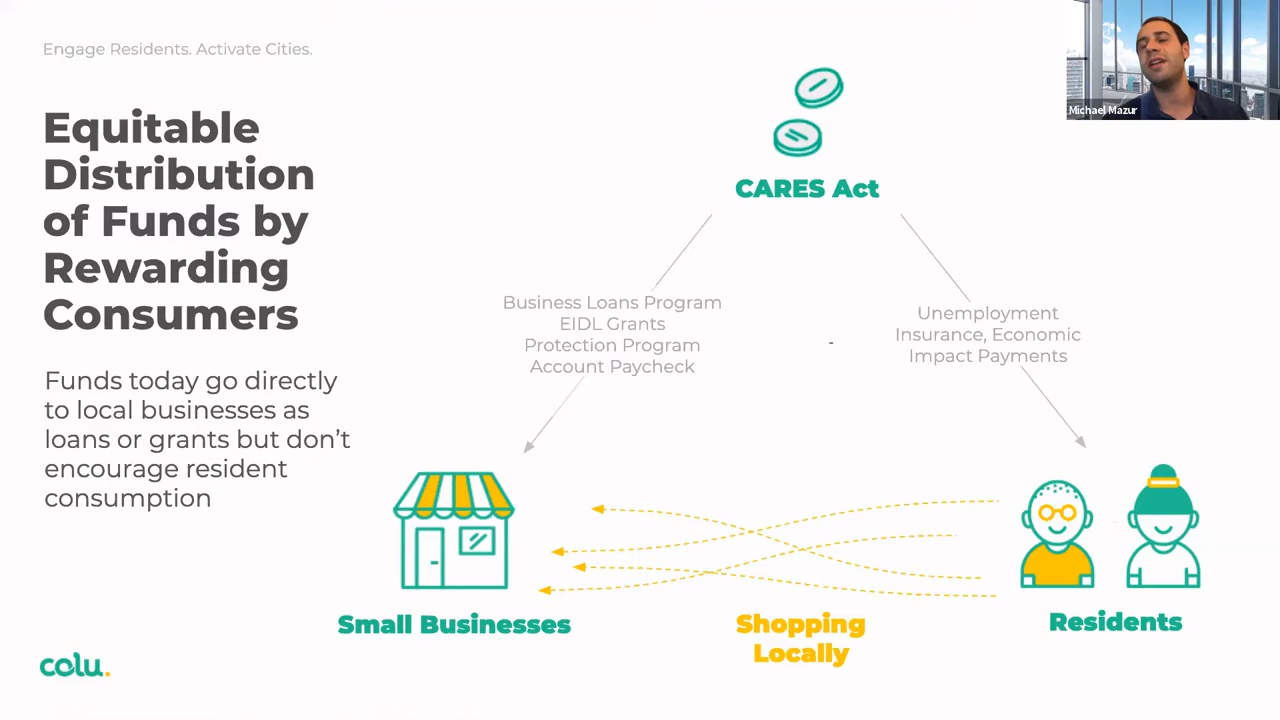 Engage Residents. Activate Cities.
Equitable
Distribution
of Funds by
Rewarding
Consumers
Funds today go directly
to local businesses as
loans or grants but don't
encourage resident
consumption
CARES Act
Business Loans Program
EIDL Grants
Protection Program
Account Paycheck
-
Unemployment
Insurance, Economic
Impact Payments
Small Businesses
Shopping
Locally
Residents
colu.
Michael Mazur